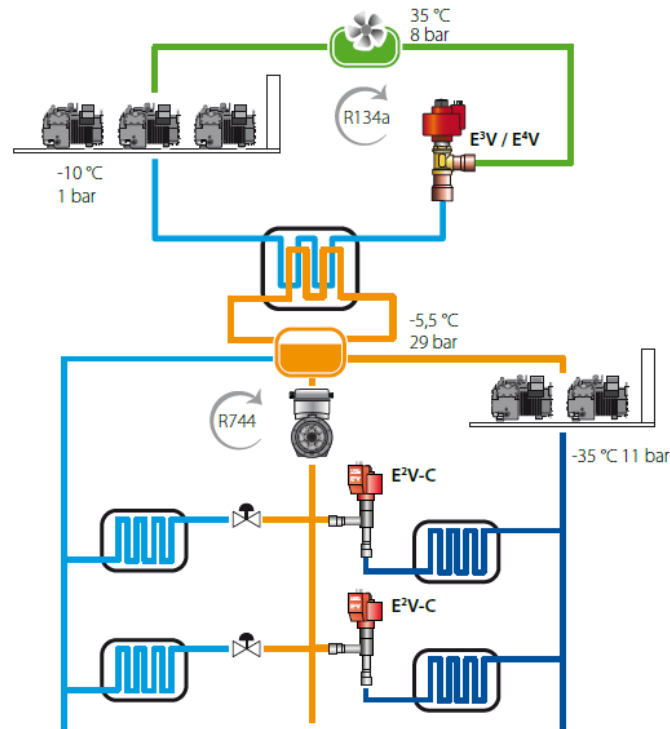 35 °C
8 bar
R134a
E³V / E⁴V
-10 °C
1 bar
-5,5 °C
29 bar
R744
-35 °C 11 bar
E²V-C
E²V-C